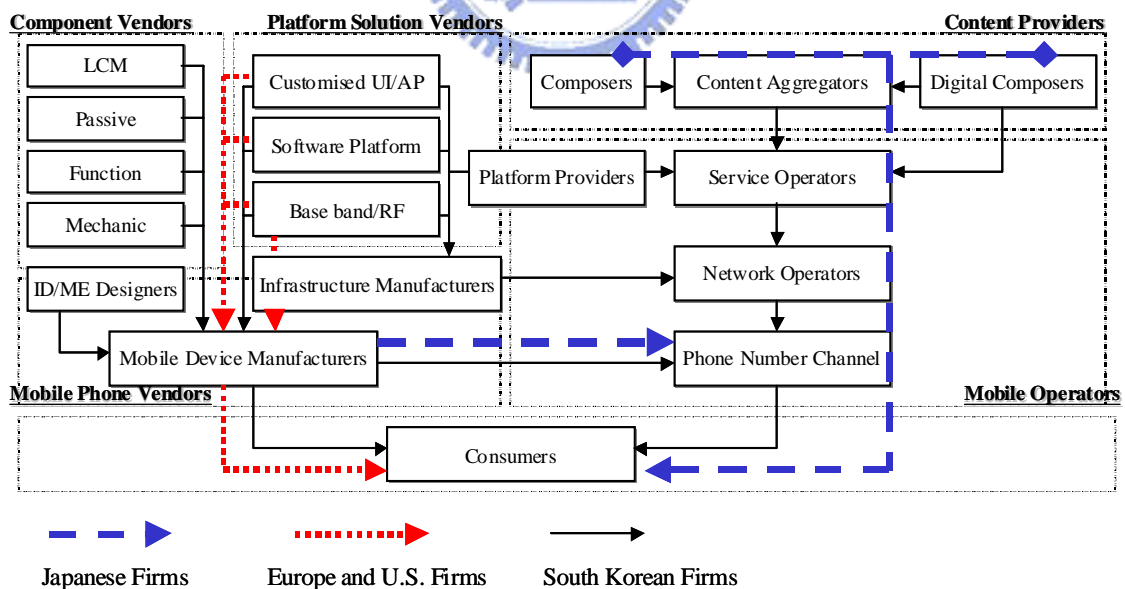 Component Vendors
Platform Solution Vendors
Content Providers
LCM
Passive
Function
Mechanic
Customised UI/AP
Software Platform
Base band/RF
Composers
Content Aggregators
Digital Composers
Platform Providers
Service Operators
ID/ME Designers
Infrastructure Manufacturers
Network Operators
Mobile Device Manufacturers
Phone Number Channel
Mobile Phone Vendors
Mobile Operators
Consumers
Japanese Firms
Europe and U.S. Firms
South Korean Firms